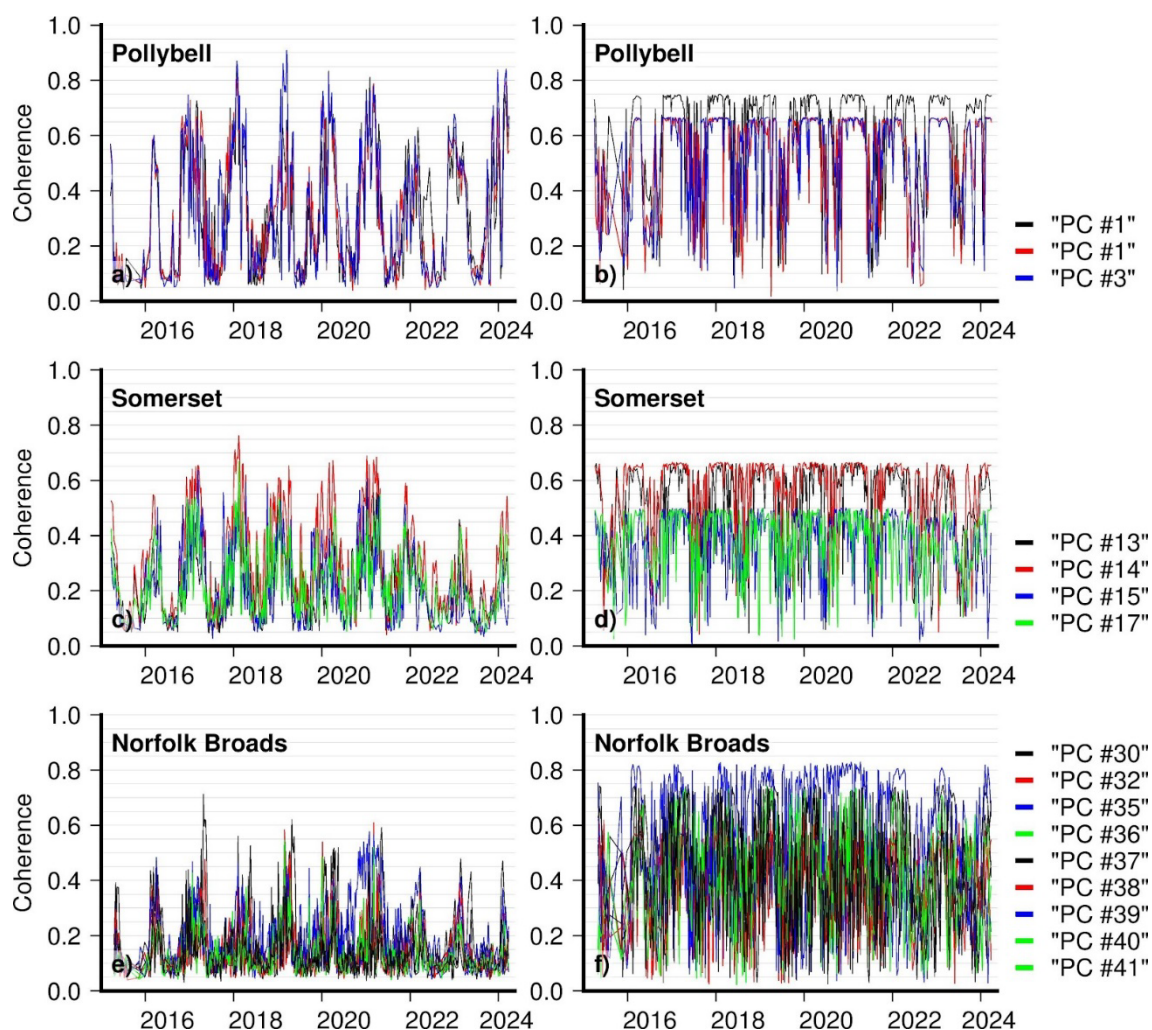 1.0
0.8
0.6
0.4
0.2
0.0
Coherence
Pollybell
a)
2016 2018 2020 2022 2024
1.0
0.8
0.6
0.4
0.2
0.0
Pollybell
b)
2016 2018 2020 2022 2024
"PC #1"
"PC #1"
"PC #3"
1.0
0.8
0.6
0.4
0.2
0.0
Coherence
Somerset
c)
2016 2018 2020 2022 2024
1.0
0.8
0.6
0.4
0.2
0.0
Somerset
d)
2016 2018 2020 2022 2024
"PC #13"
"PC #14"
"PC #15"
"PC #17"
1.0
0.8
0.6
0.4
0.2
0.0
Coherence
Norfolk Broads
e)
2016 2018 2020 2022 2024
1.0
0.8
0.6
0.4
0.2
0.0
Norfolk Broads
f)
2016 2018 2020 2022 2024
"PC #30"
"PC #32"
"PC #35"
"PC #36"
"PC #37"
"PC #38"
"PC #39"
"PC #40"
"PC #41"